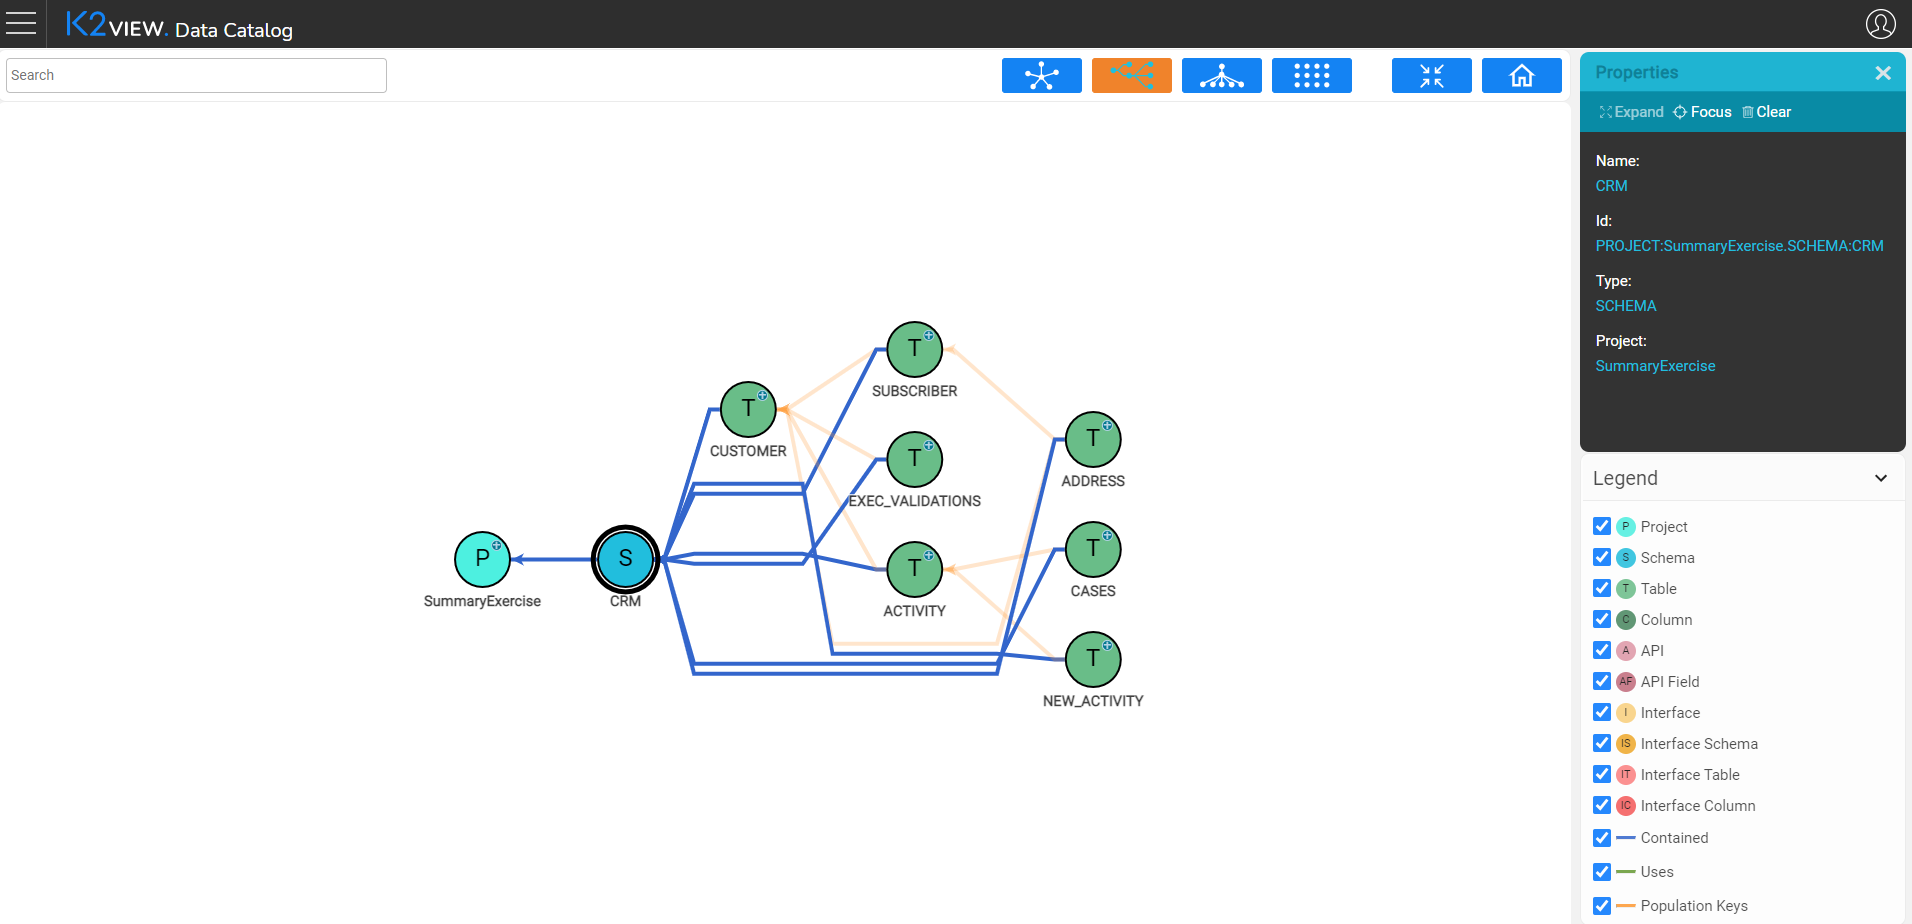 K2VIEW. Data Catalog
Search
Properties
Expand Focus Clear
Name:
CRM
Id:
PROJECT:SummaryExercise.SCHEMA:CRM
Type:
SCHEMA
Project:
SummaryExercise
T
SUBSCRIBER
T
CUSTOMER
T
ADDRESS
T
EXEC_VALIDATIONS
P
SummaryExercise
S
CRM
T
ACTIVITY
T
CASES
T
NEW_ACTIVITY
Legend
P Project
S Schema
T Table
C Column
A API
AF API Field
I Interface
IS Interface Schema
IT Interface Table
IC Interface Column
Contained
Uses
Population Keys